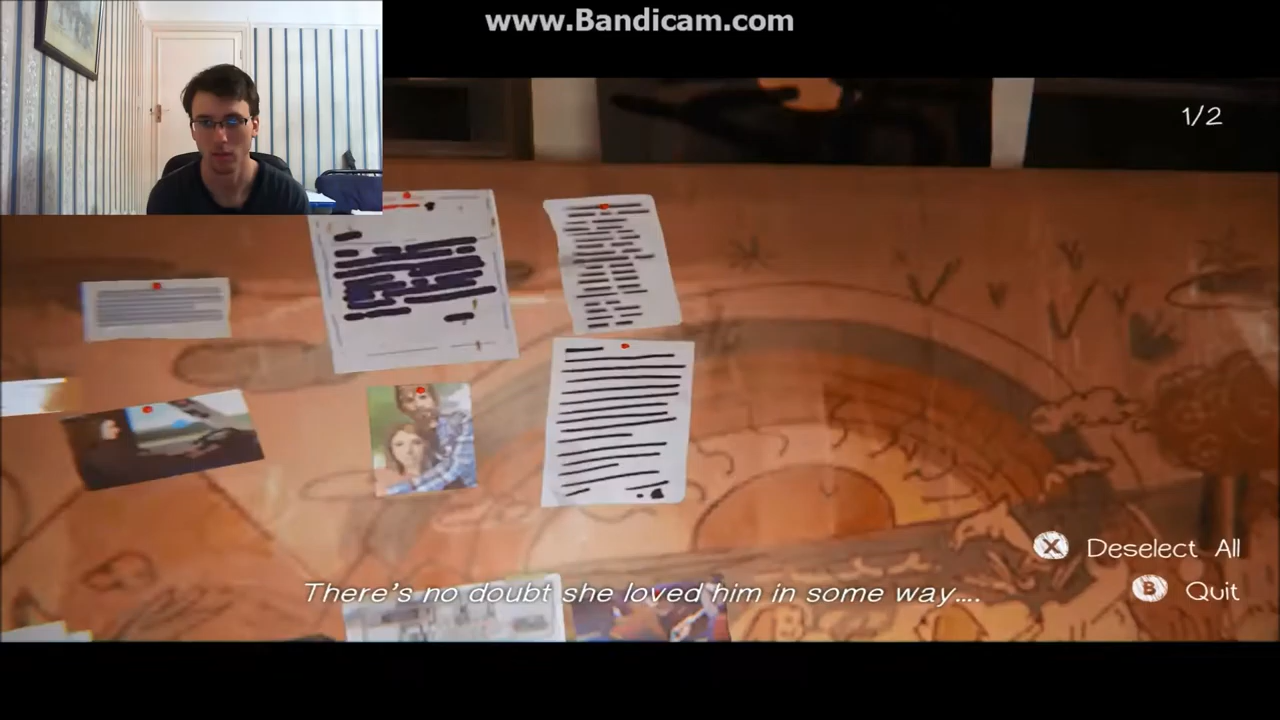 www.Bandicam.com
1/2
X Deselect All
B Quit
There's no doubt she loved him in some way....